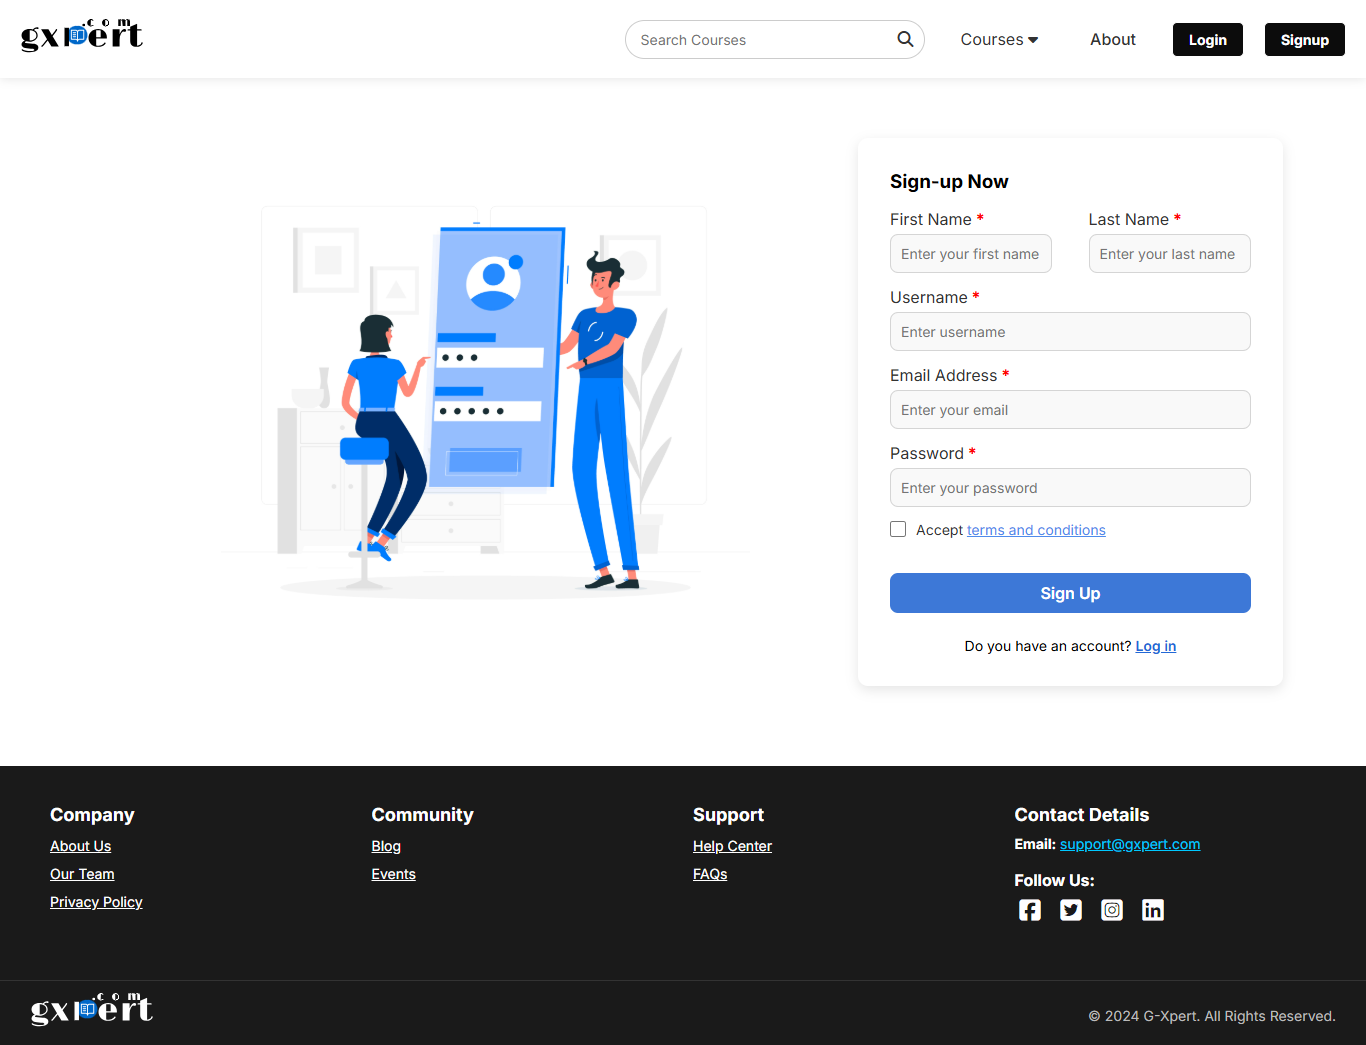 gxpert.com
Search Courses
Courses
About
Login
Signup
Sign-up Now
First Name *
Last Name *
Enter your first name
Enter your last name
Username *
Enter username
Email Address *
Enter your email
Password *
Enter your password
Accept terms and conditions
Sign Up
Do you have an account? Log in
Company
About Us
Our Team
Privacy Policy
Community
Blog
Events
Support
Help Center
FAQs
Contact Details
Email: support@gxpert.com
Follow Us:
gxpert.com
© 2024 G-Xpert. All Rights Reserved.